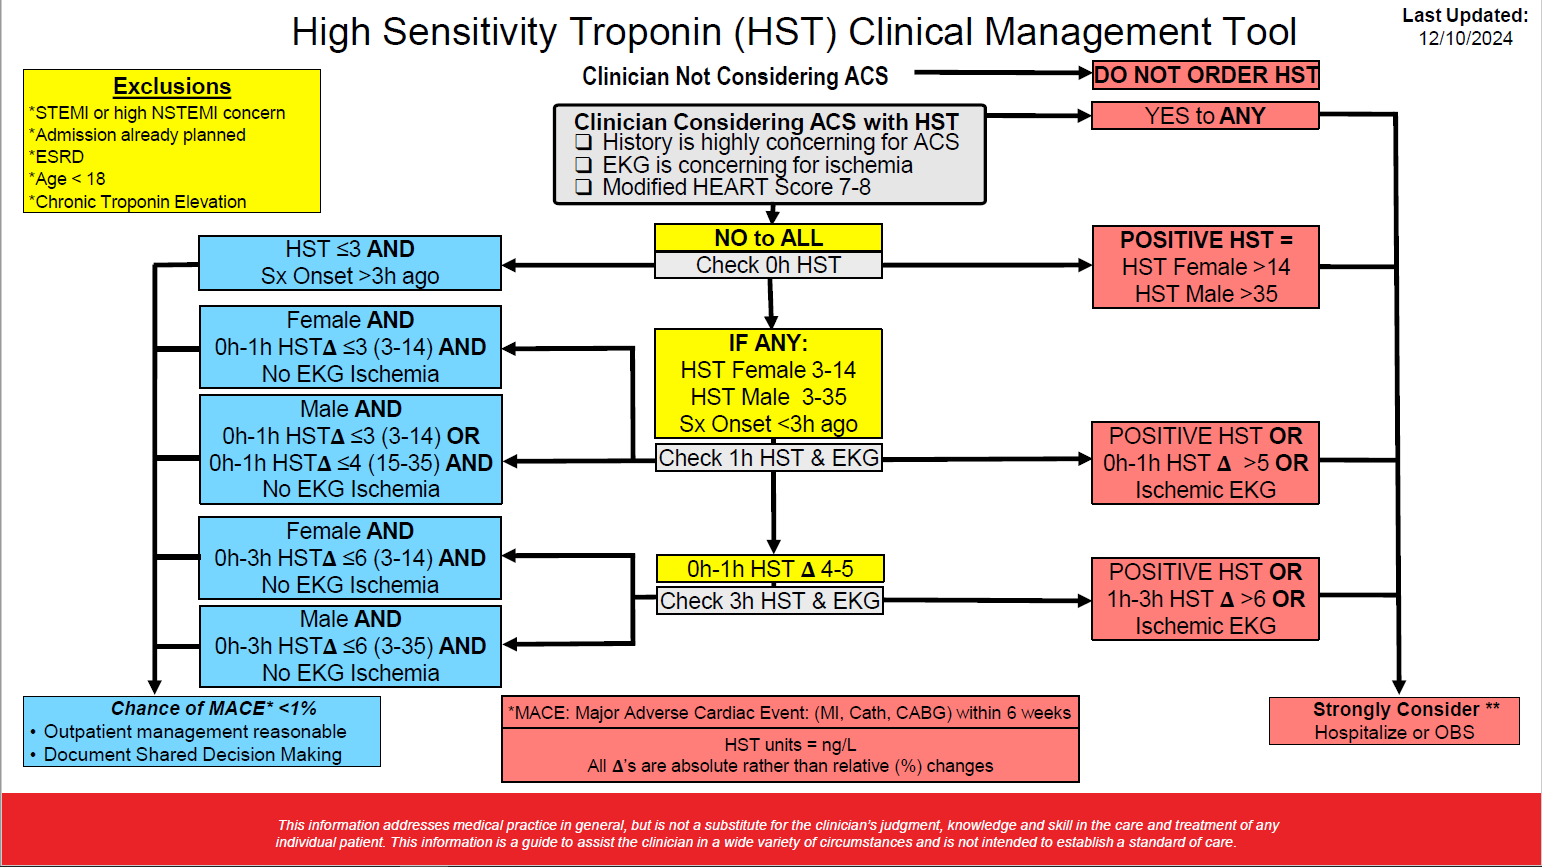 High Sensitivity Troponin (HST) Clinical Management Tool
Last Updated:
12/10/2024
Exclusions
*STEMI or high NSTEMI concern
*Admission already planned
*ESRD
*Age < 18
*Chronic Troponin Elevation
Clinician Not Considering ACS
DO NOT ORDER HST
Clinician Considering ACS with HST
❑ History is highly concerning for ACS
❑ EKG is concerning for ischemia
❑ Modified HEART Score 7-8
YES to ANY
NO to ALL
Check 0h HST
HST ≤3 AND
Sx Onset >3h ago
POSITIVE HST =
HST Female >14
HST Male >35
Female AND
0h-1h HSTΔ ≤3 (3-14) AND
No EKG Ischemia
IF ANY:
HST Female 3-14
HST Male 3-35
Sx Onset <3h ago
Check 1h HST & EKG
Male AND
0h-1h HSTΔ ≤3 (3-14) OR
0h-1h HSTΔ ≤4 (15-35) AND
No EKG Ischemia
POSITIVE HST OR
0h-1h HST Δ >5 OR
Ischemic EKG
Female AND
0h-3h HSTΔ ≤6 (3-14) AND
No EKG Ischemia
0h-1h HST Δ 4-5
Check 3h HST & EKG
POSITIVE HST OR
1h-3h HST Δ >6 OR
Ischemic EKG
Male AND
0h-3h HSTΔ ≤6 (3-35) AND
No EKG Ischemia
Chance of MACE* <1%
• Outpatient management reasonable
• Document Shared Decision Making
*MACE: Major Adverse Cardiac Event: (MI, Cath, CABG) within 6 weeks
HST units = ng/L
All Δ's are absolute rather than relative (%) changes
Strongly Consider **
Hospitalize or OBS
This information addresses medical practice in general, but is not a substitute for the clinician's judgment, knowledge and skill in the care and treatment of any
individual patient. This information is a guide to assist the clinician in a wide variety of circumstances and is not intended to establish a standard of care.